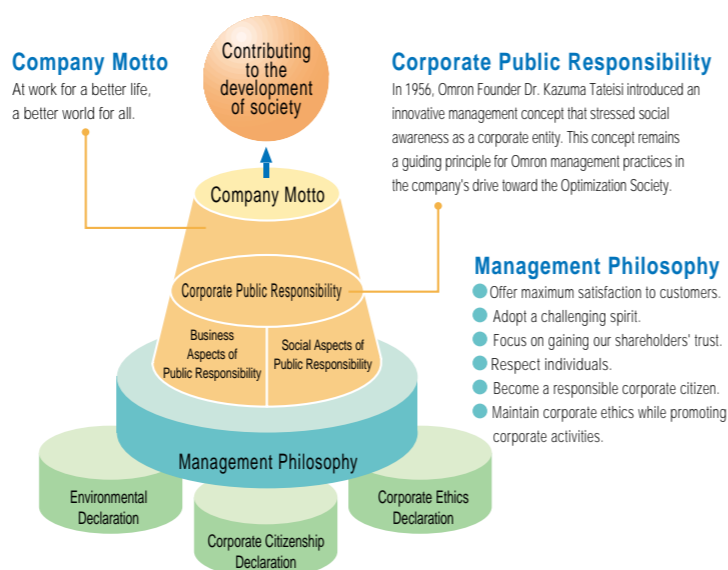 Company Motto
At work for a better life,
a better world for all.
Contributing
to the
development
of society
Corporate Public Responsibility
In 1956, Omron Founder Dr. Kazuma Tateisi introduced an
innovative management concept that stressed social
awareness as a corporate entity. This concept remains
a guiding principle for Omron management practices in
the company's drive toward the Optimization Society.
Company Motto
Corporate Public Responsibility
Business
Aspects of
Public Responsibility
Social Aspects of
Public Responsibility
Management Philosophy
Offer maximum satisfaction to customers.
Adopt a challenging spirit.
Focus on gaining our shareholders' trust.
Respect individuals.
Become a responsible corporate citizen.
Maintain corporate ethics while promoting
corporate activities.
Management Philosophy
Environmental
Declaration
Corporate Citizenship
Declaration
Corporate Ethics
Declaration